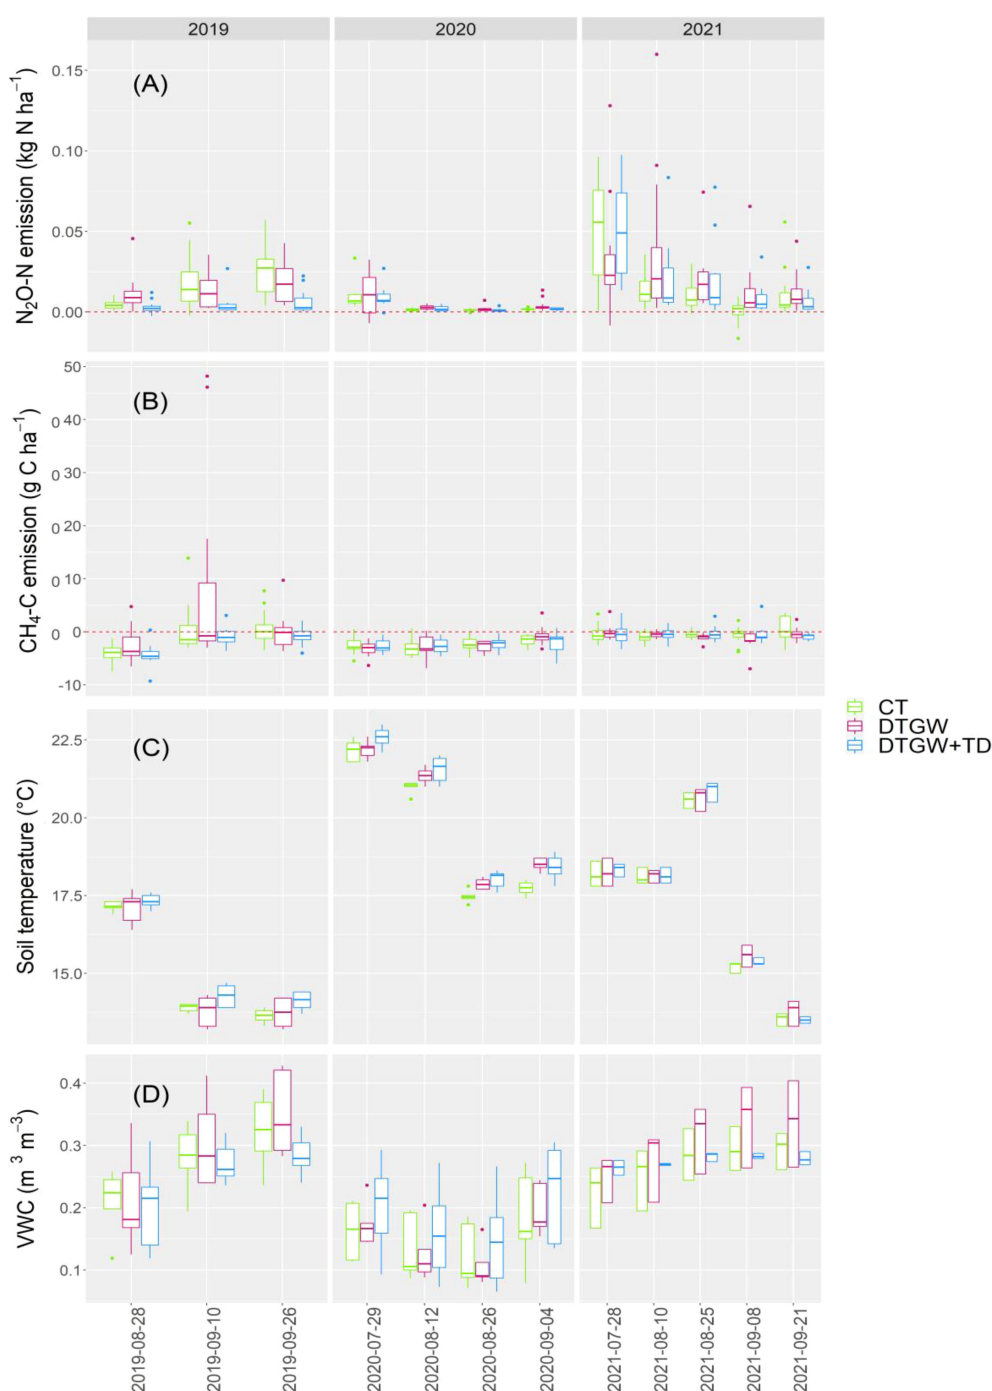 2019 2020 2021
(A)
N₂O-N emission (kg N ha⁻¹)
0.15
0.10
0.05
0.00
(B)
CH₄-C emission (g C ha⁻¹)
50
0 40
0 30
0 20
0 10
0
-10
(C)
Soil temperature (°C)
22.5
20.0
17.5
15.0
CT
DTGW
DTGW+TD
(D)
VWC (m ³ m⁻³)
0.4
0.3
0.2
0.1
2019-08-28
2019-09-10
2019-09-26
2020-07-29
2020-08-12
2020-08-26
2020-09-04
2021-07-28
2021-08-10
2021-08-25
2021-09-08
2021-09-21